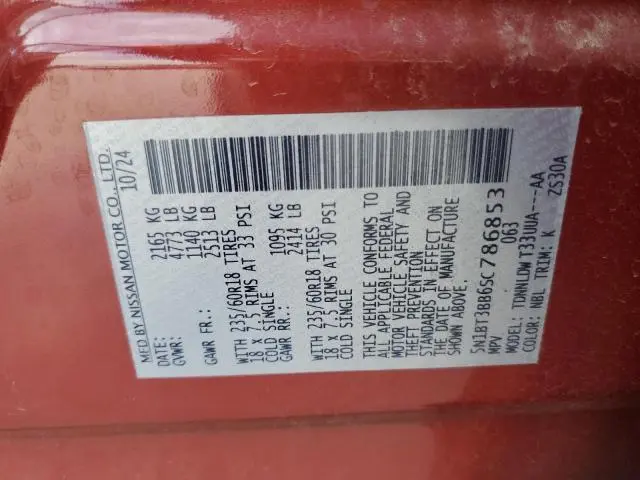 MFD BY NISSAN MOTOR CO., LTD.
DATE: 10/24
GVWR: 2165 KG
4773 LB
GAWR FR.: 1140 KG
2513 LB
WITH 235/60R18 TIRES
18 X 7.5 RIMS AT 33 PSI
COLD SINGLE
GAWR RR.: 1095 KG
2414 LB
WITH 235/60R18 TIRES
18 X 7.5 RIMS AT 30 PSI
COLD SINGLE
THIS VEHICLE CONFORMS TO
ALL APPLICABLE FEDERAL
MOTOR VEHICLE SAFETY AND
THEFT PREVENTION
STANDARDS IN EFFECT ON
THE DATE OF MANUFACTURE
SHOWN ABOVE.
5N1BT3BB6SC786853
MPV 063
MODEL: TDNNLDW T33UUA---AA
COLOR: NBL TRIM: K ZS30A